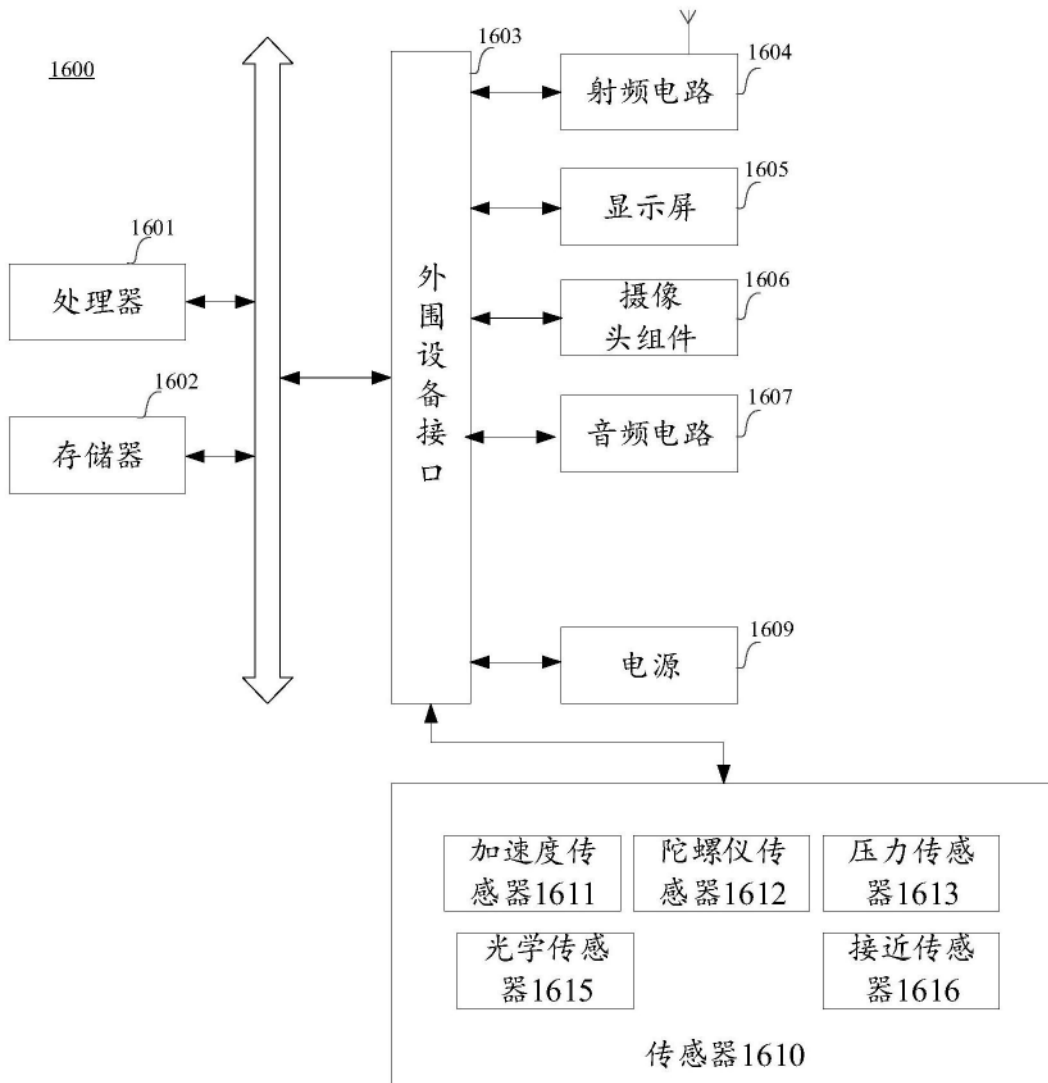 1600
1603
1604
射频电路
1605
显示屏
1601
处理器
外
围
设
备
接
口
1606
摄像
头组件
1602
存储器
1607
音频电路
1609
电源
加速度传
感器1611
陀螺仪传
感器1612
压力传感
器1613
光学传感
器1615
接近传感
器1616
传感器1610